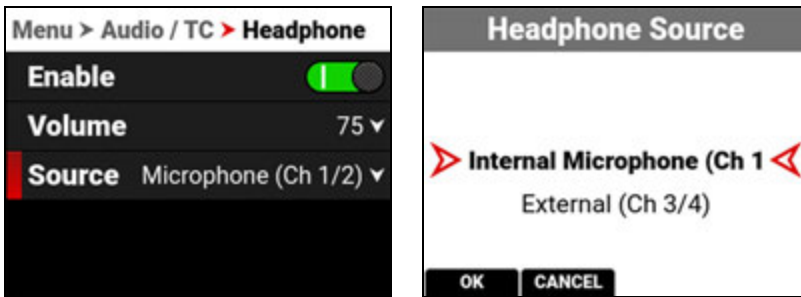 Menu > Audio / TC > Headphone
Enable
Volume 75
Source Microphone (Ch 1/2)
Headphone Source
Internal Microphone (Ch 1
External (Ch 3/4)
OK CANCEL